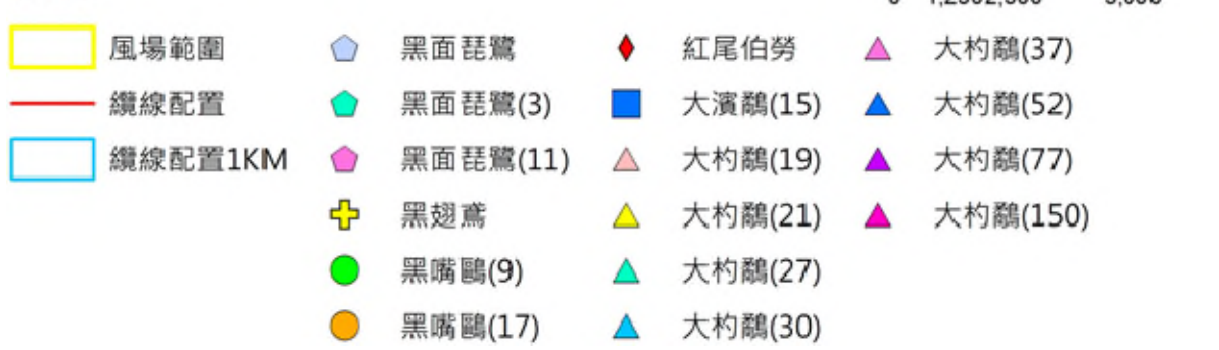 風場範圍
纜線配置
纜線配置1KM
黑面琵鷺
黑面琵鷺(3)
黑面琵鷺(11)
黑翅鳶
黑嘴鷗(9)
黑嘴鷗(17)
紅尾伯勞
大濱鷸(15)
大杓鷸(19)
大杓鷸(21)
大杓鷸(27)
大杓鷸(30)
大杓鷸(37)
大杓鷸(52)
大杓鷸(77)
大杓鷸(150)